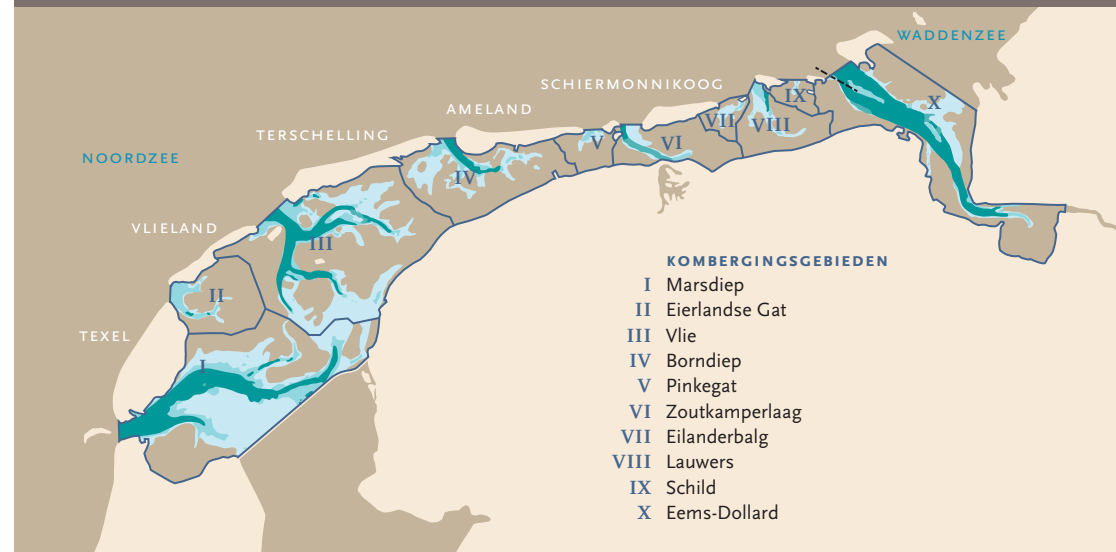 WADDENZEE
SCHIERMONNIKOOG
AMELAND
TERSCHELLING
NOORDZEE
VLIELAND
TEXEL
I
II
III
IV
V
VI
VII
VIII
IX
X
KOMBERGINGSGEBIEDEN
I Marsdiep
II Eierlandse Gat
III Vlie
IV Borndiep
V Pinkegat
VI Zoutkamperlaag
VII Eilanderbalg
VIII Lauwers
IX Schild
X Eems-Dollard